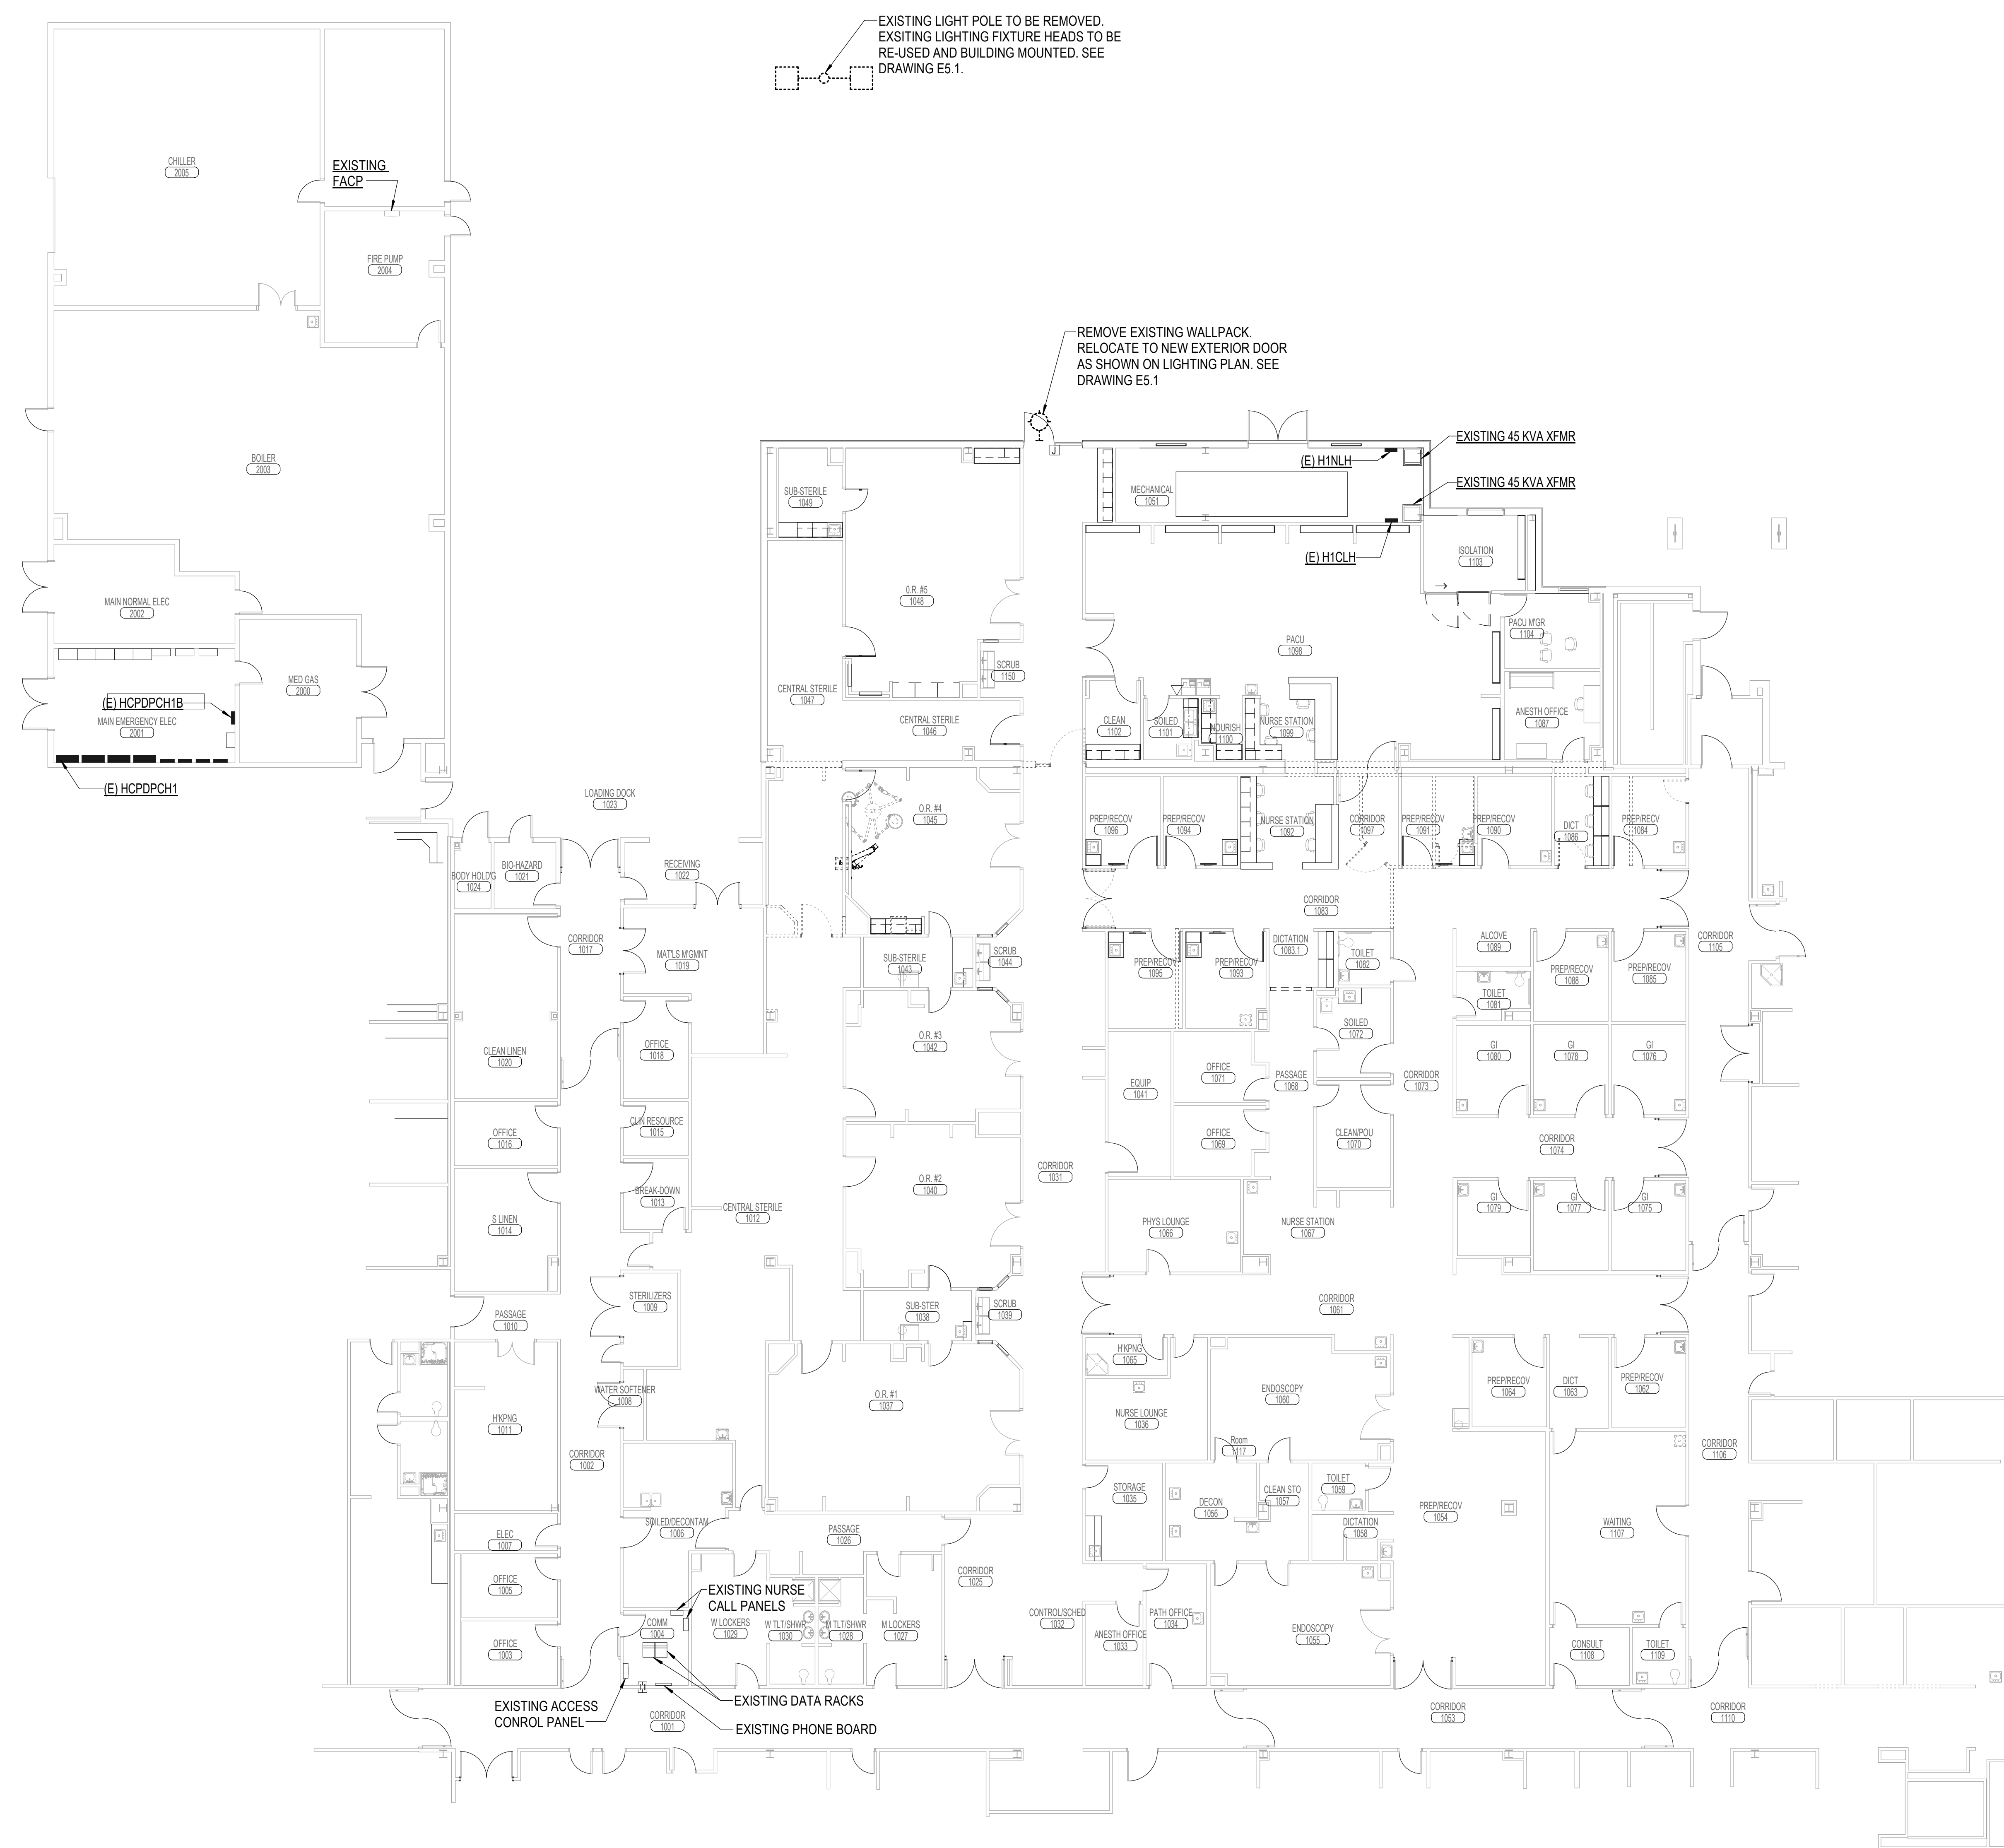 EXISTING LIGHT POLE TO BE REMOVED.
EXSITING LIGHTING FIXTURE HEADS TO BE
RE-USED AND BUILDING MOUNTED. SEE
DRAWING E5.1.
CHILLER
2005
EXISTING
FACP
FIRE PUMP
2004
REMOVE EXISTING WALLPACK.
RELOCATE TO NEW EXTERIOR DOOR
AS SHOWN ON LIGHTING PLAN. SEE
DRAWING E5.1
J
EXISTING 45 KVA XFMR
(E) H1NLH
EXISTING 45 KVA XFMR
(E) H1CLH
BOILER
2003
SUB-STERILE
1049
MECHANICAL
1051
ISOLATION
1103
MAIN NORMAL ELEC
2002
O.R. #5
1048
PACU M'GR
1104
PACU
1098
MED GAS
2000
SCRUB
1150
CENTRAL STERILE
1047
(E) HCPDPCH1B
MAIN EMERGENCY ELEC
2001
CENTRAL STERILE
1046
CLEAN
1102
SOILED
1101
NOURISH
1100
NURSE STATION
1099
ANESTH OFFICE
1087
(E) HCPDPCH1
LOADING DOCK
1023
O.R. #4
1045
PREP/RECOV
1096
PREP/RECOV
1094
NURSE STATION
1092
CORRIDOR
1097
PREP/RECOV
1091
PREP/RECOV
1090
DICT
1086
PREP/RECV
1084
BODY HOLD'G
1024
BIO-HAZARD
1021
RECEIVING
1022
CORRIDOR
1083
CORRIDOR
1017
MAT'LS M'GMNT
1019
SUB-STERILE
1043
SCRUB
1044
PREP/RECOV
1095
PREP/RECOV
1093
DICTATION
1083.1
TOILET
1082
ALCOVE
1089
PREP/RECOV
1088
PREP/RECOV
1085
CORRIDOR
1105
TOILET
1081
CLEAN LINEN
1020
OFFICE
1018
O.R. #3
1042
SOILED
1072
GI
1080
GI
1078
GI
1076
EQUIP
1041
OFFICE
1071
PASSAGE
1068
CORRIDOR
1073
OFFICE
1016
CLIN RESOURCE
1015
OFFICE
1069
CLEAN/POU
1070
CORRIDOR
1074
CORRIDOR
1031
O.R. #2
1040
BREAK-DOWN
1013
CENTRAL STERILE
1012
S LINEN
1014
PHYS LOUNGE
1066
NURSE STATION
1067
GI
1079
GI
1077
GI
1075
STERILIZERS
1009
PASSAGE
1010
SUB-STER
1038
SCRUB
1039
CORRIDOR
1061
H'KPNG
1065
WATER SOFTENER
1008
O.R. #1
1037
ENDOSCOPY
1060
PREP/RECOV
1064
DICT
1063
PREP/RECOV
1062
H'KPNG
1011
NURSE LOUNGE
1036
Room
1117
CORRIDOR
1002
CORRIDOR
1106
STORAGE
1035
DECON
1056
CLEAN STO
1057
TOILET
1059
PREP/RECOV
1054
DICTATION
1058
WAITING
1107
ELEC
1007
SOILED/DECONTAM
1006
PASSAGE
1026
OFFICE
1005
CORRIDOR
1025
EXISTING NURSE
CALL PANELS
COMM
1004
W LOCKERS
1029
W TLT/SHWR
1030
M TLT/SHWR
1028
M LOCKERS
1027
CONTROL/SCHED
1032
ANESTH OFFICE
1033
PATH OFFICE
1034
ENDOSCOPY
1055
OFFICE
1003
CONSULT
1108
TOILET
1109
EXISTING ACCESS
CONROL PANEL
EXISTING DATA RACKS
EXISTING PHONE BOARD
CORRIDOR
1001
CORRIDOR
1053
CORRIDOR
1110